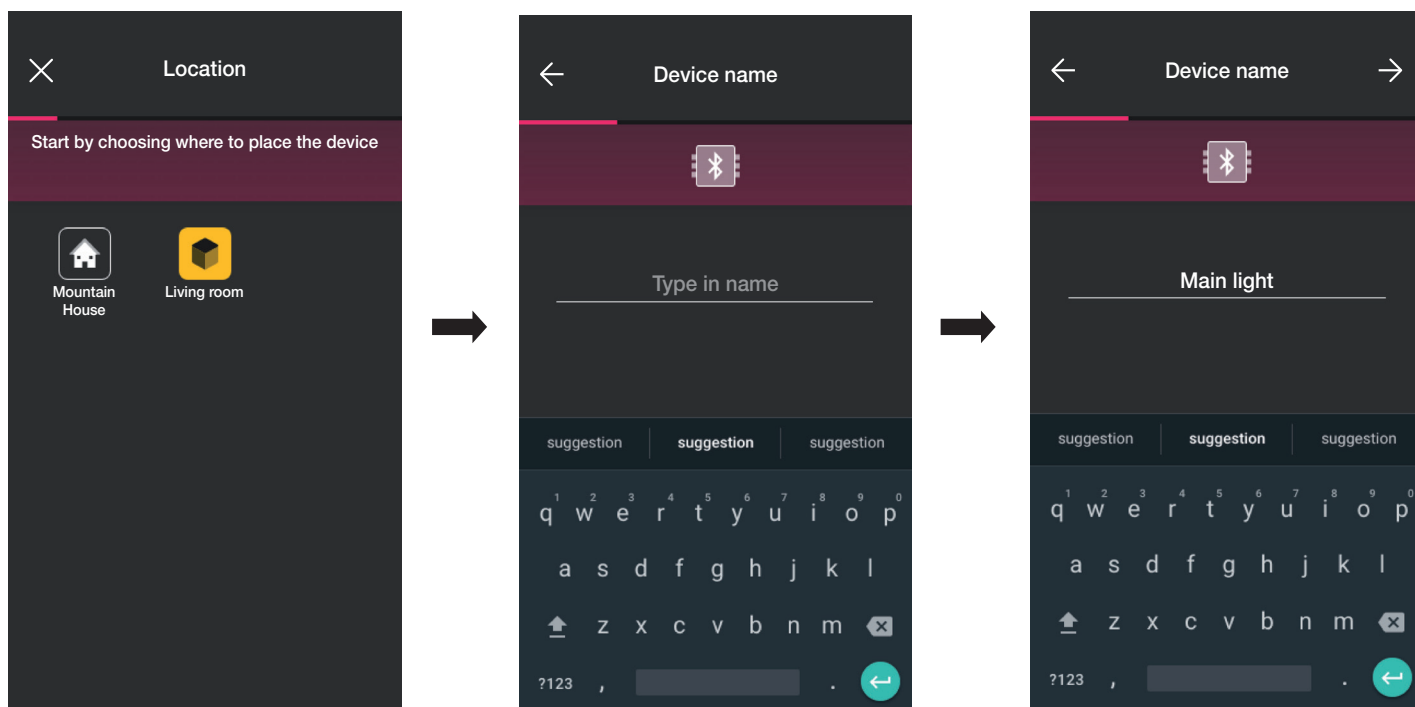 Location
Start by choosing where to place the device
Mountain
House
Living room
Device name
Type in name
suggestion suggestion suggestion
1 2 3 4 5 6 7 8 9 0
q w e r t y u i o p
a s d f g h j k l
z x c v b n m
?123 , .
Device name
Main light
suggestion suggestion suggestion
1 2 3 4 5 6 7 8 9 0
q w e r t y u i o p
a s d f g h j k l
z x c v b n m
?123 , .